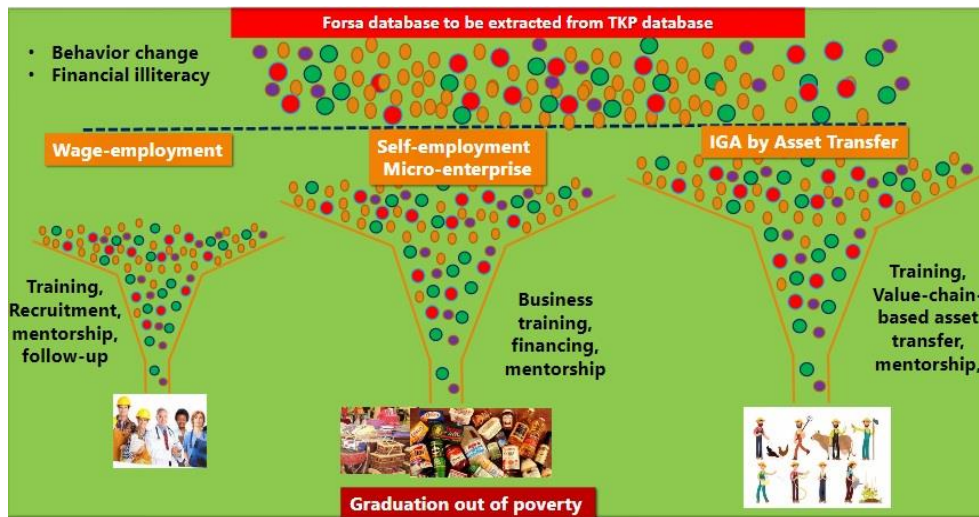 Forsa database to be extracted from TKP database
• Behavior change
• Financial illiteracy
Wage-employment
Self-employment
Micro-enterprise
IGA by Asset Transfer
Training,
Recruitment,
mentorship,
follow-up
Business
training,
financing,
mentorship
Training,
Value-chain-
based asset
transfer,
mentorship,
Graduation out of poverty